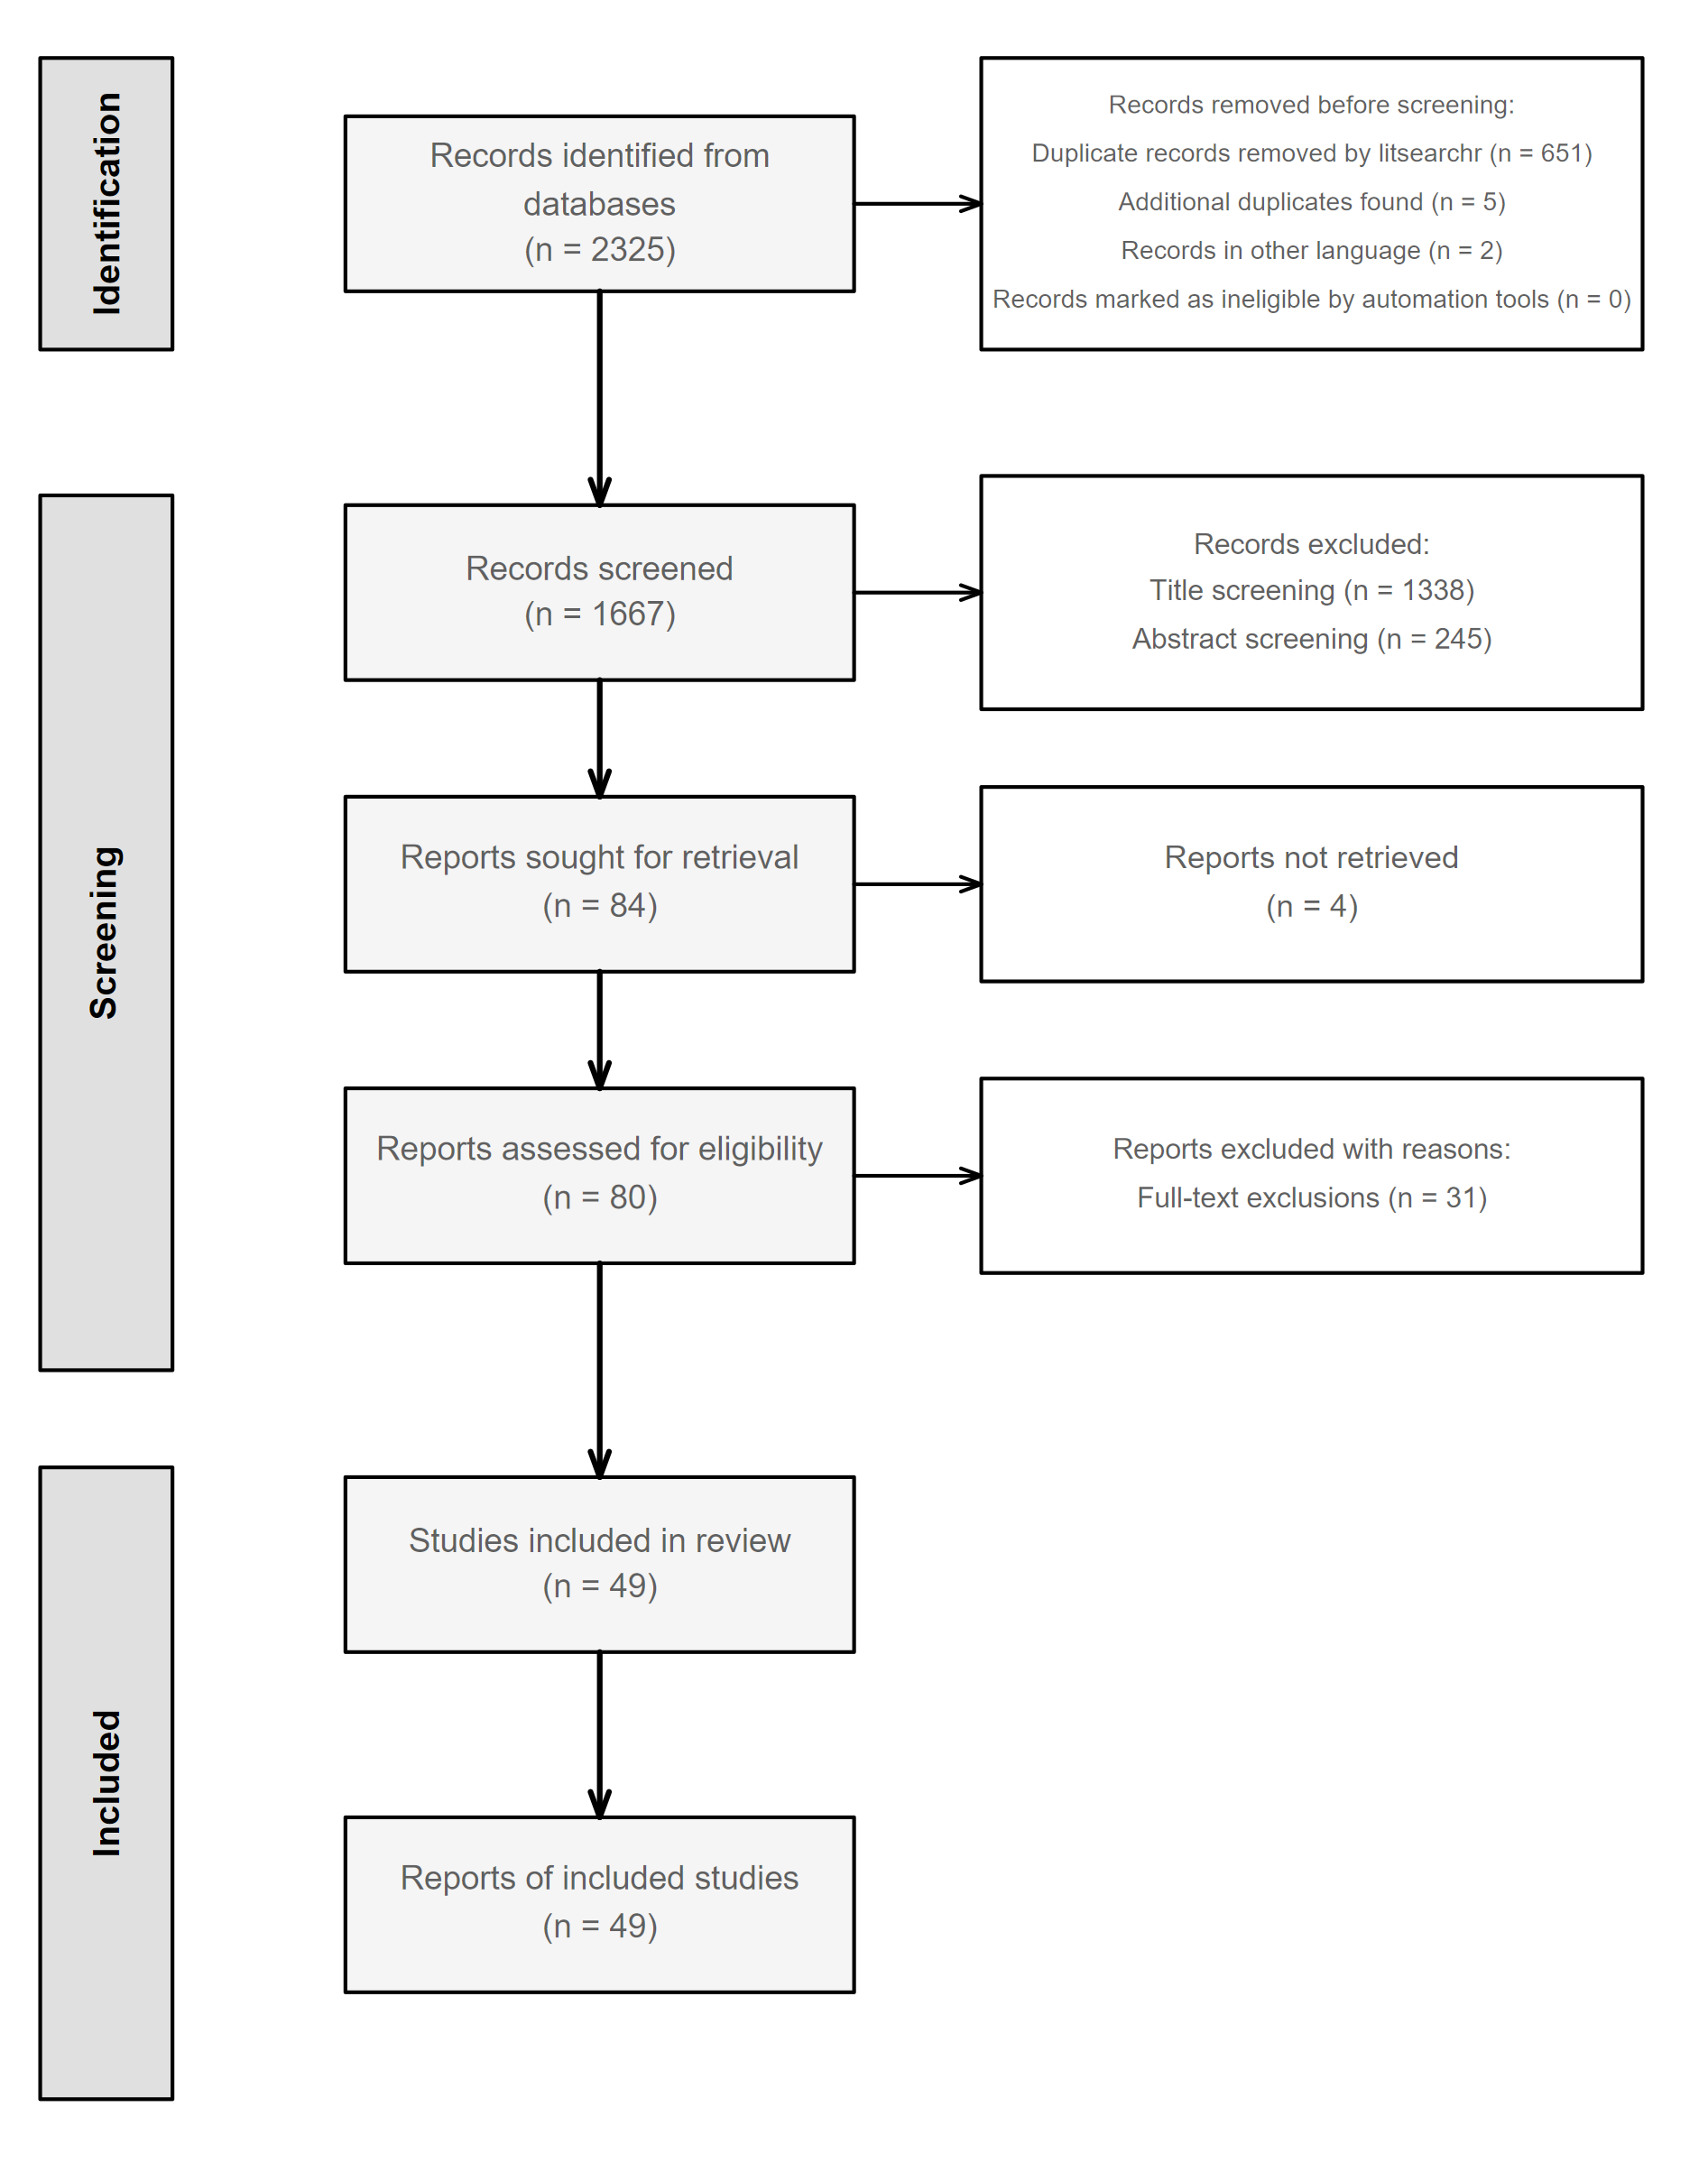 Identification
Records identified from
databases
(n = 2325)
Records removed before screening:
Duplicate records removed by litsearchr (n = 651)
Additional duplicates found (n = 5)
Records in other language (n = 2)
Records marked as ineligible by automation tools (n = 0)
Screening
Records screened
(n = 1667)
Records excluded:
Title screening (n = 1338)
Abstract screening (n = 245)
Reports sought for retrieval
(n = 84)
Reports not retrieved
(n = 4)
Reports assessed for eligibility
(n = 80)
Reports excluded with reasons:
Full-text exclusions (n = 31)
Included
Studies included in review
(n = 49)
Reports of included studies
(n = 49)